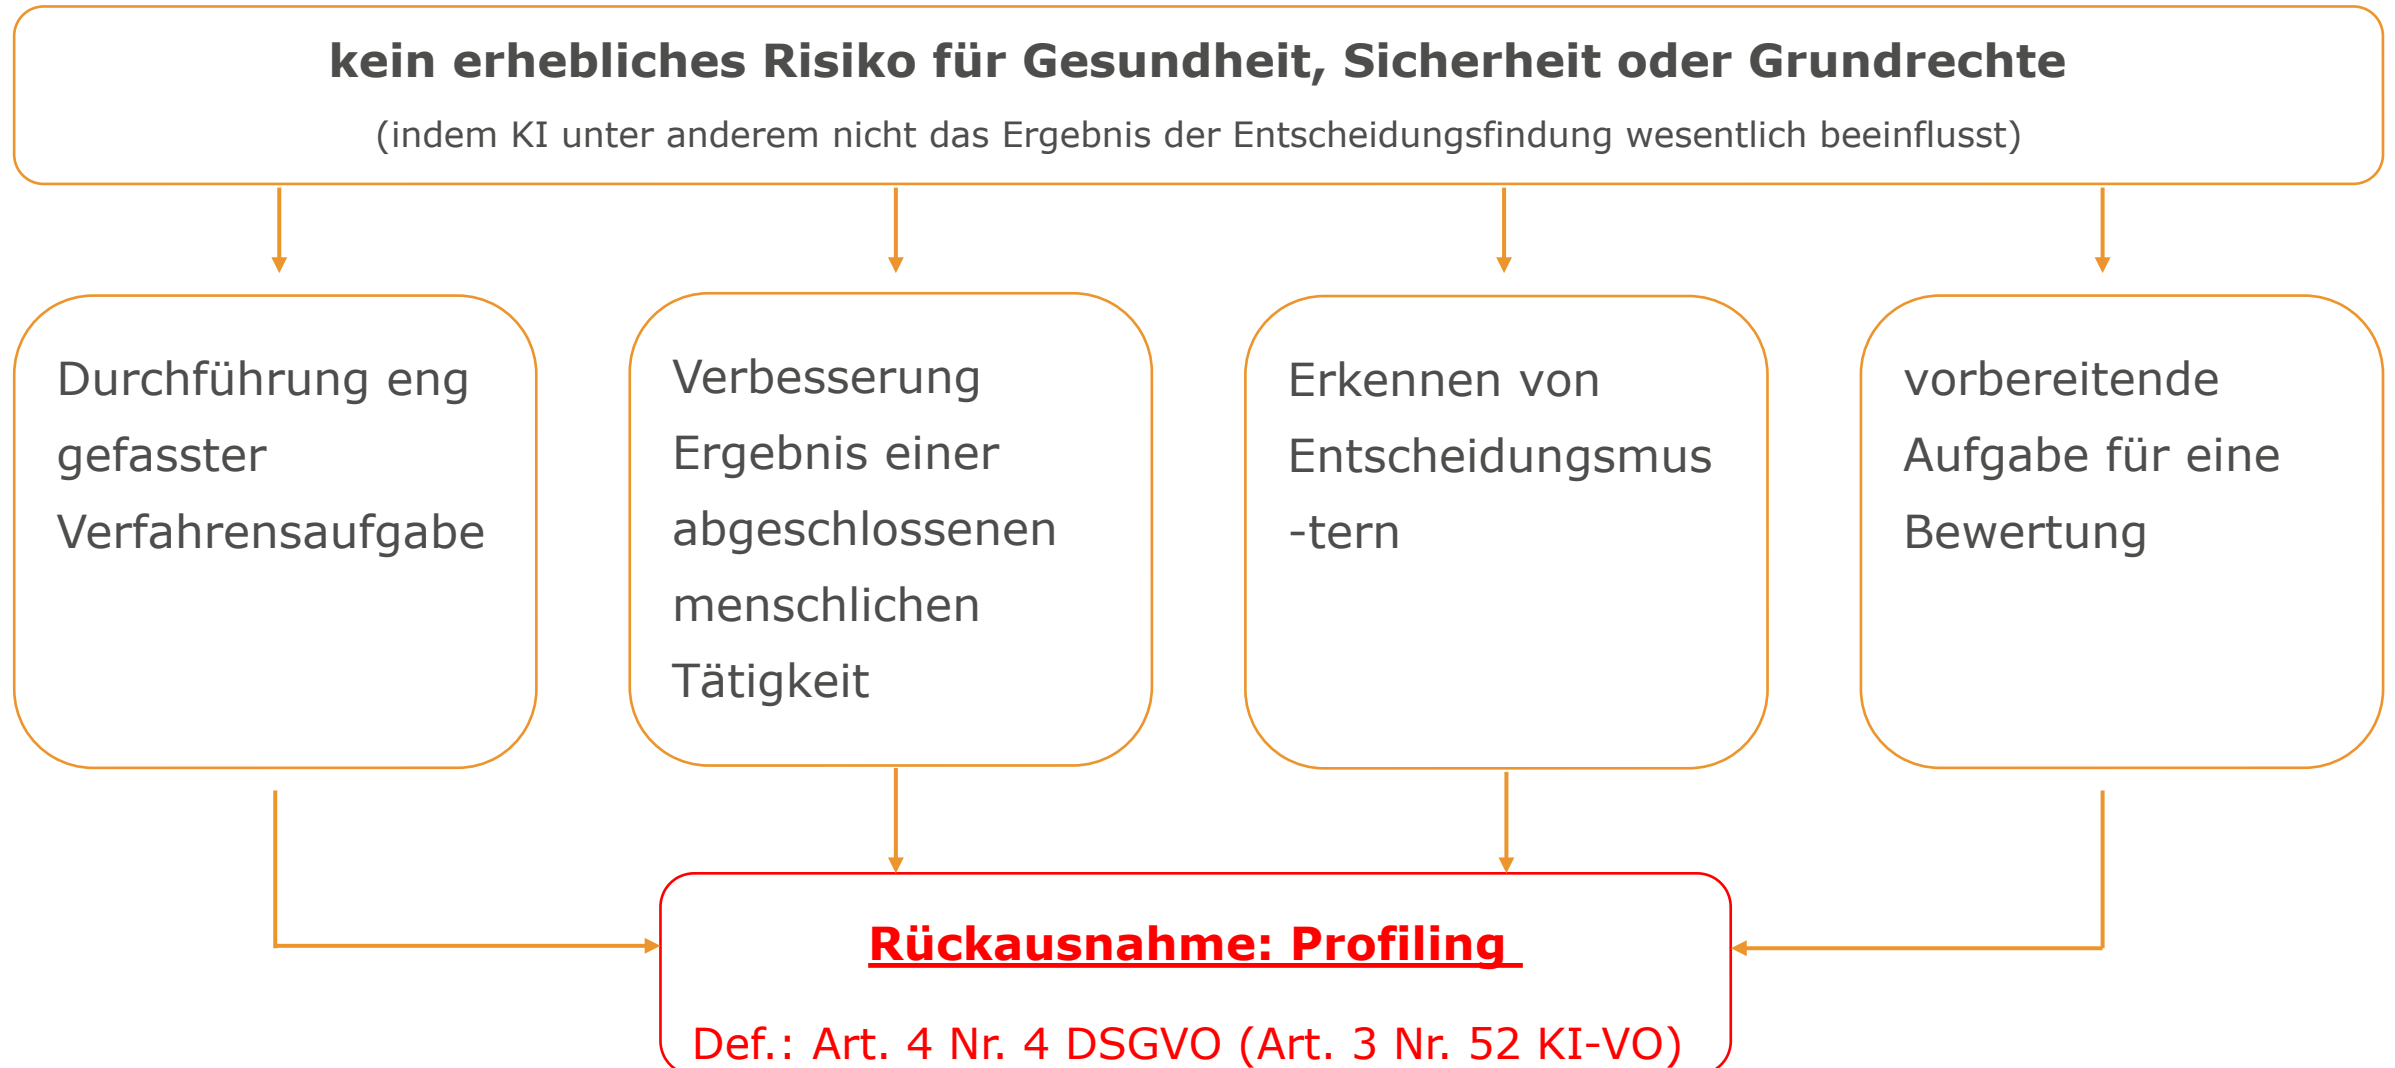 kein erhebliches Risiko für Gesundheit, Sicherheit oder Grundrechte
(indem KI unter anderem nicht das Ergebnis der Entscheidungsfindung wesentlich beeinflusst)
Durchführung eng
gefasster
Verfahrensaufgabe
Verbesserung
Ergebnis einer
abgeschlossenen
menschlichen
Tätigkeit
Erkennen von
Entscheidungsmus
-tern
vorbereitende
Aufgabe für eine
Bewertung
Rückausnahme: Profiling
Def.: Art. 4 Nr. 4 DSGVO (Art. 3 Nr. 52 KI-VO)